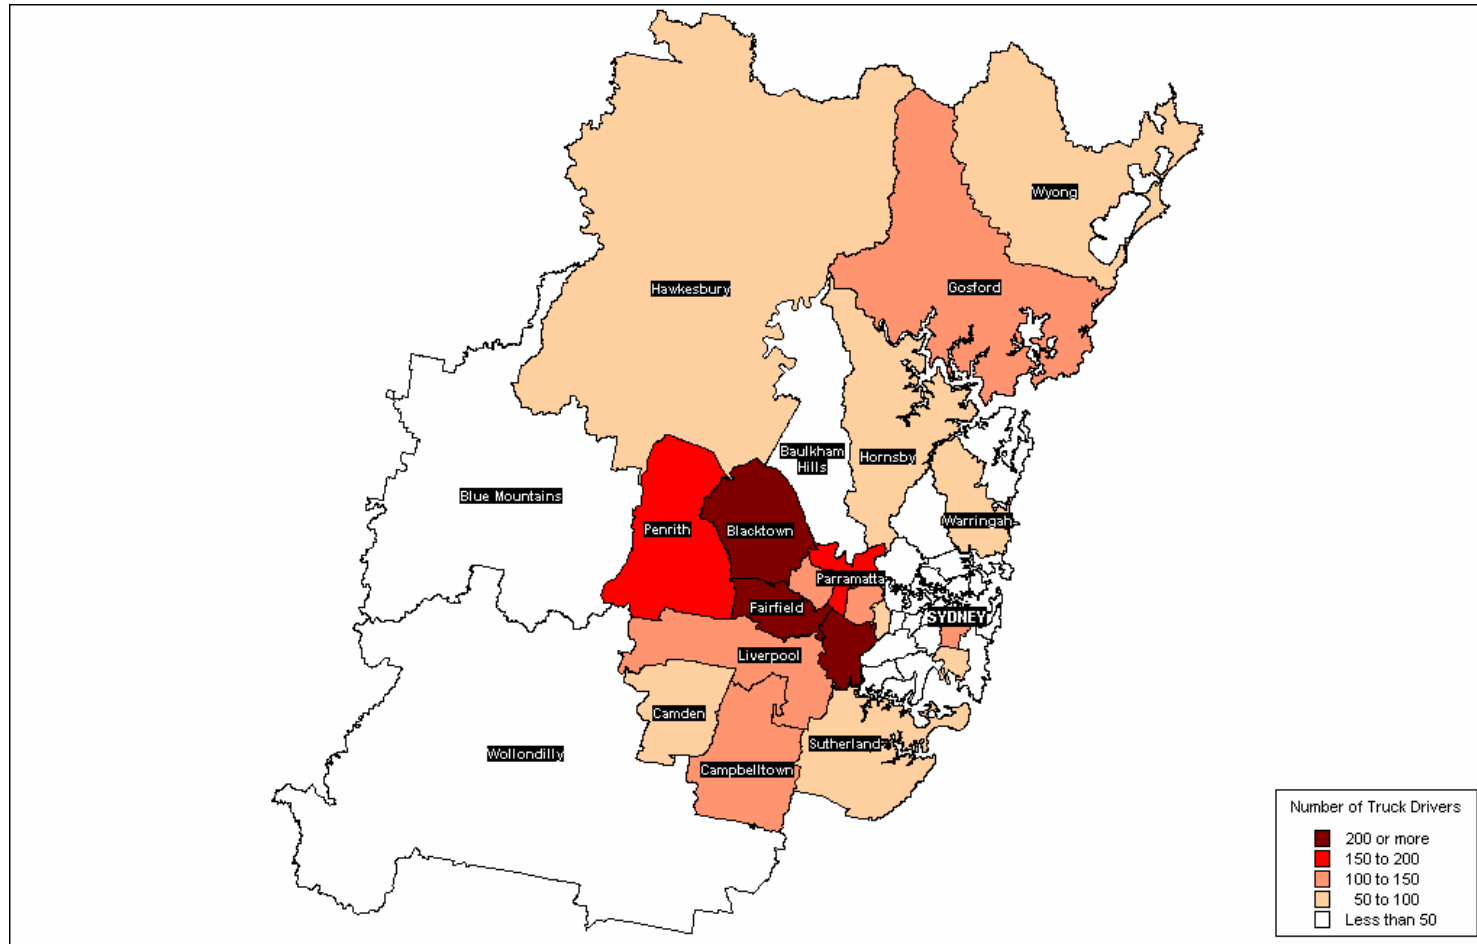 Wyong
Hawkesbury
Gosford
Baulkham
Hills
Hornsby
Blue Mountains
Penrith
Blacktown
Warringah
Parramatta
Fairfield
SYDNEY
Liverpool
Camden
Sutherland
Wollondilly
Campbelltown
Number of Truck Drivers
200 or more
150 to 200
100 to 150
50 to 100
Less than 50